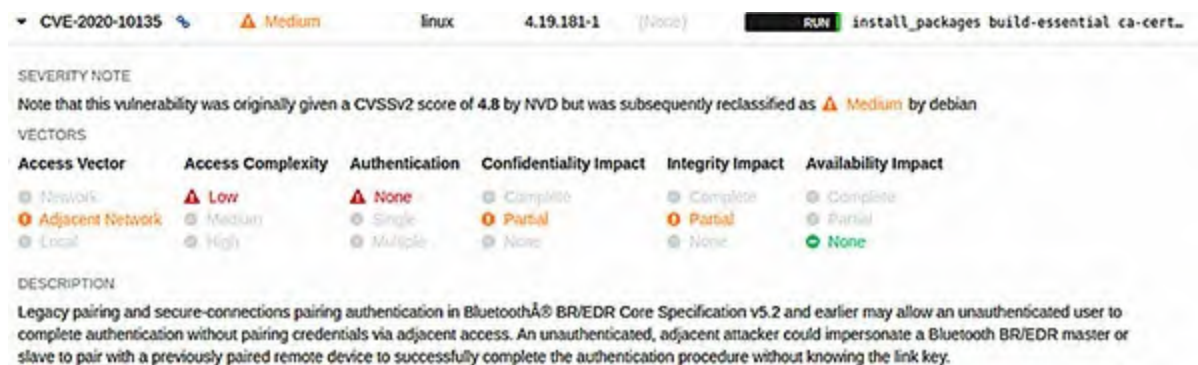 CVE-2020-10135 Medium linux 4.19.181-1 (None) RUN install_packages build-essential ca-cert…
SEVERITY NOTE
Note that this vulnerability was originally given a CVSSv2 score of 4.8 by NVD but was subsequently reclassified as Medium by debian
VECTORS
Access Vector Access Complexity Authentication Confidentiality Impact Integrity Impact Availability Impact
Network Low None Complete Complete Complete
Adjacent Network Medium Single Partial Partial Partial
Local High Multiple None None None
DESCRIPTION
Legacy pairing and secure-connections pairing authentication in BluetoothÂ® BR/EDR Core Specification v5.2 and earlier may allow an unauthenticated user to
complete authentication without pairing credentials via adjacent access. An unauthenticated, adjacent attacker could impersonate a Bluetooth BR/EDR master or
slave to pair with a previously paired remote device to successfully complete the authentication procedure without knowing the link key.